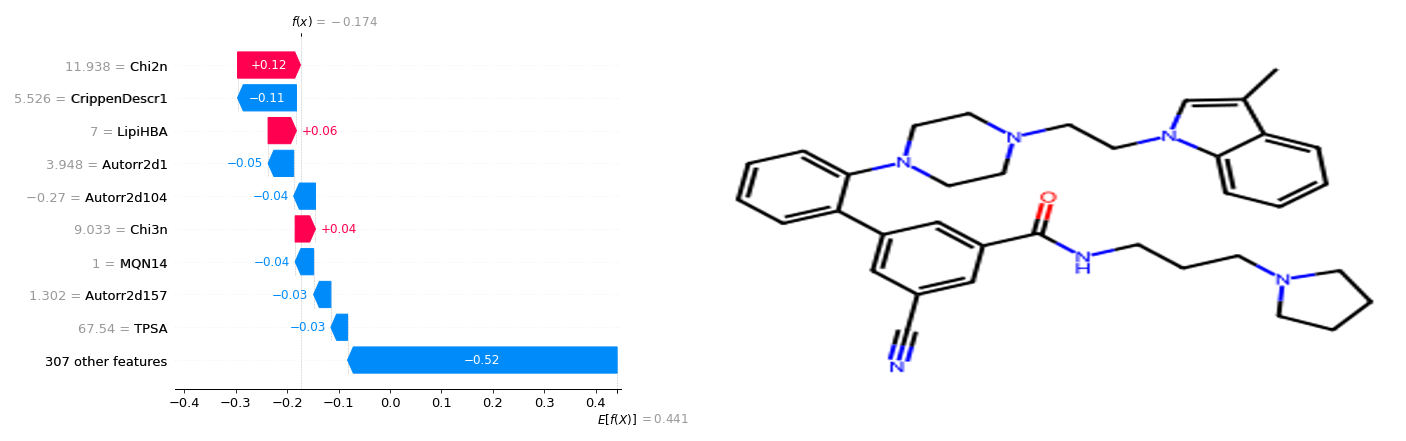 f(x) = −0.174
11.938 = Chi2n
+0.12
5.526 = CrippenDescr1
−0.11
7 = LipiHBA
+0.06
3.948 = Autorr2d1
−0.05
−0.27 = Autorr2d104
−0.04
9.033 = Chi3n
+0.04
1 = MQN14
−0.04
1.302 = Autorr2d157
−0.03
67.54 = TPSA
−0.03
307 other features
−0.52
−0.4 −0.3 −0.2 −0.1 0.0 0.1 0.2 0.3 0.4
E[f(X)] = 0.441
N
N
N
O
N
H
N
N